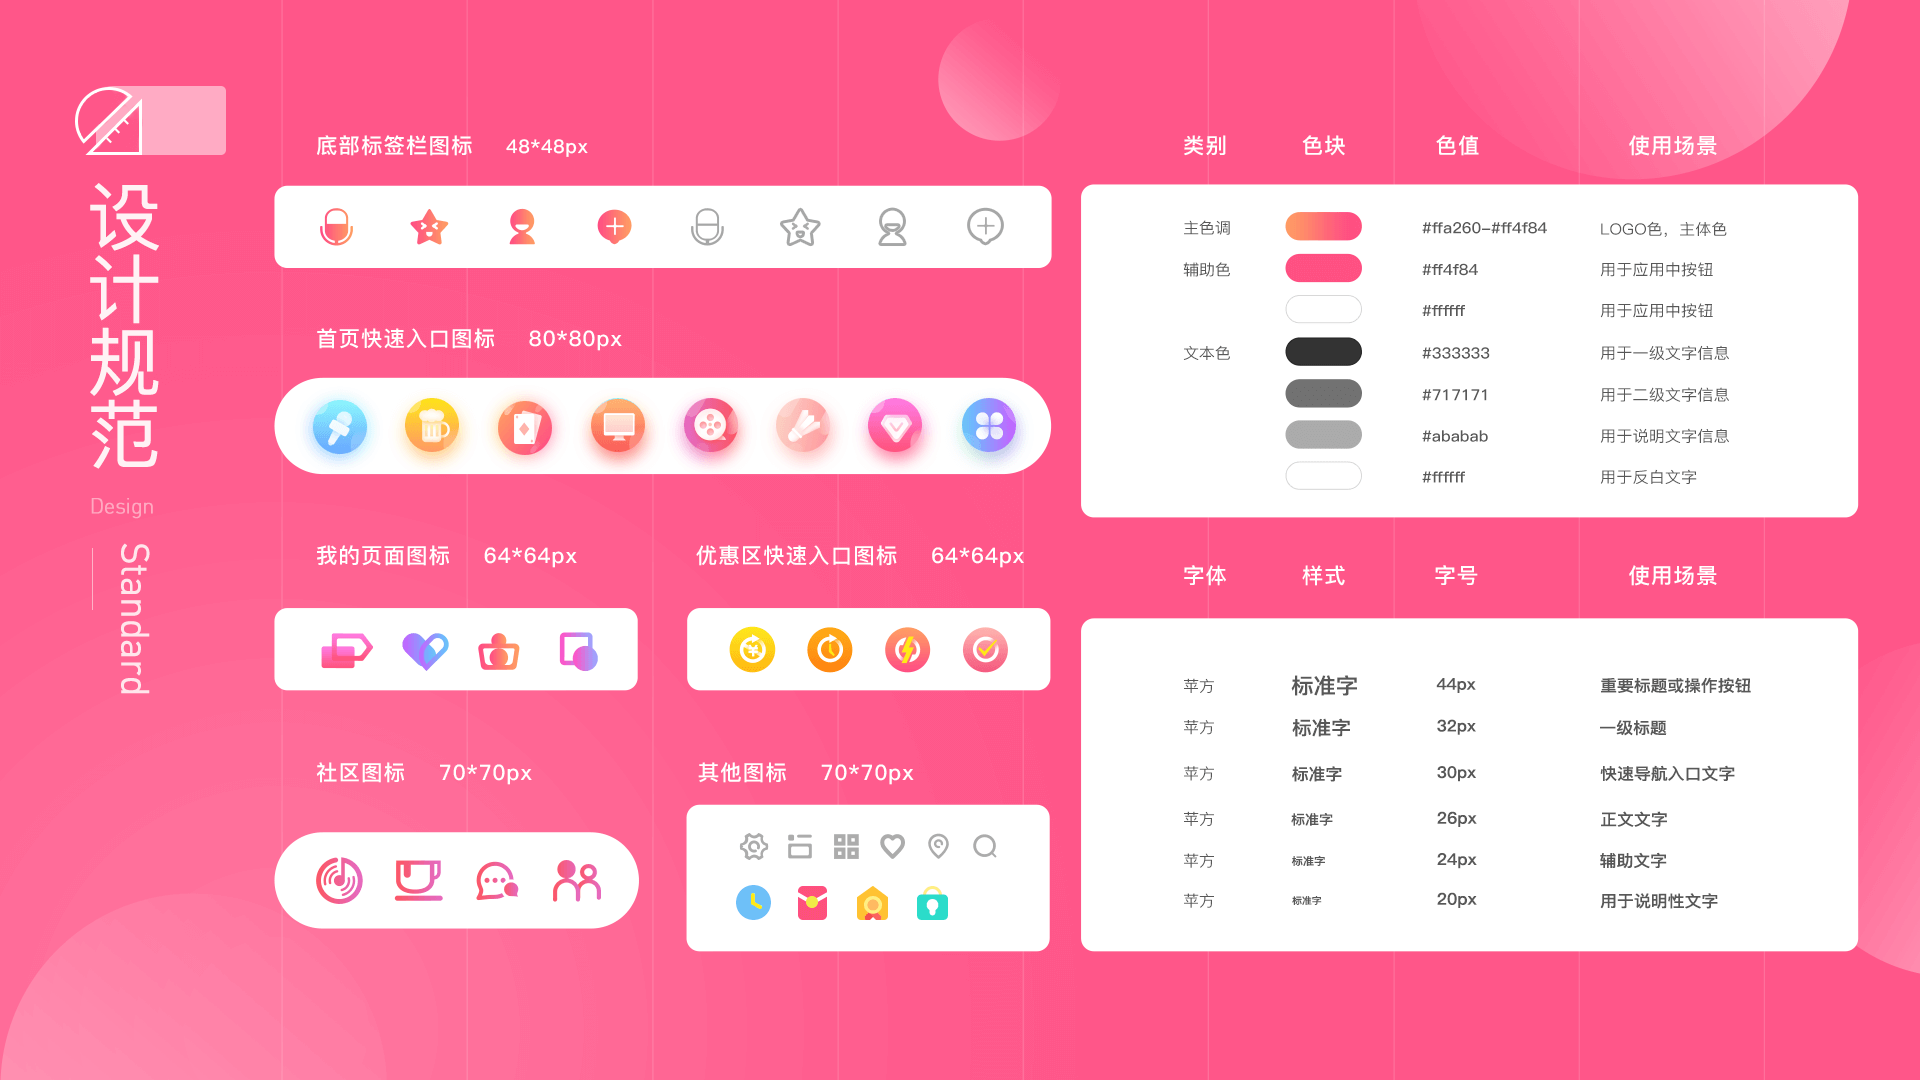 设计规范
Design
Standard
底部标签栏图标 48*48px
首页快速入口图标 80*80px
我的页面图标 64*64px
优惠区快速入口图标 64*64px
社区图标 70*70px
其他图标 70*70px
类别 色块 色值 使用场景
主色调 #ffa260-#ff4f84 LOGO色，主体色
辅助色 #ff4f84 用于应用中按钮
#ffffff 用于应用中按钮
文本色 #333333 用于一级文字信息
#717171 用于二级文字信息
#ababab 用于说明文字信息
#ffffff 用于反白文字
字体 样式 字号 使用场景
苹方 标准字 44px 重要标题或操作按钮
苹方 标准字 32px 一级标题
苹方 标准字 30px 快速导航入口文字
苹方 标准字 26px 正文文字
苹方 标准字 24px 辅助文字
苹方 标准字 20px 用于说明性文字